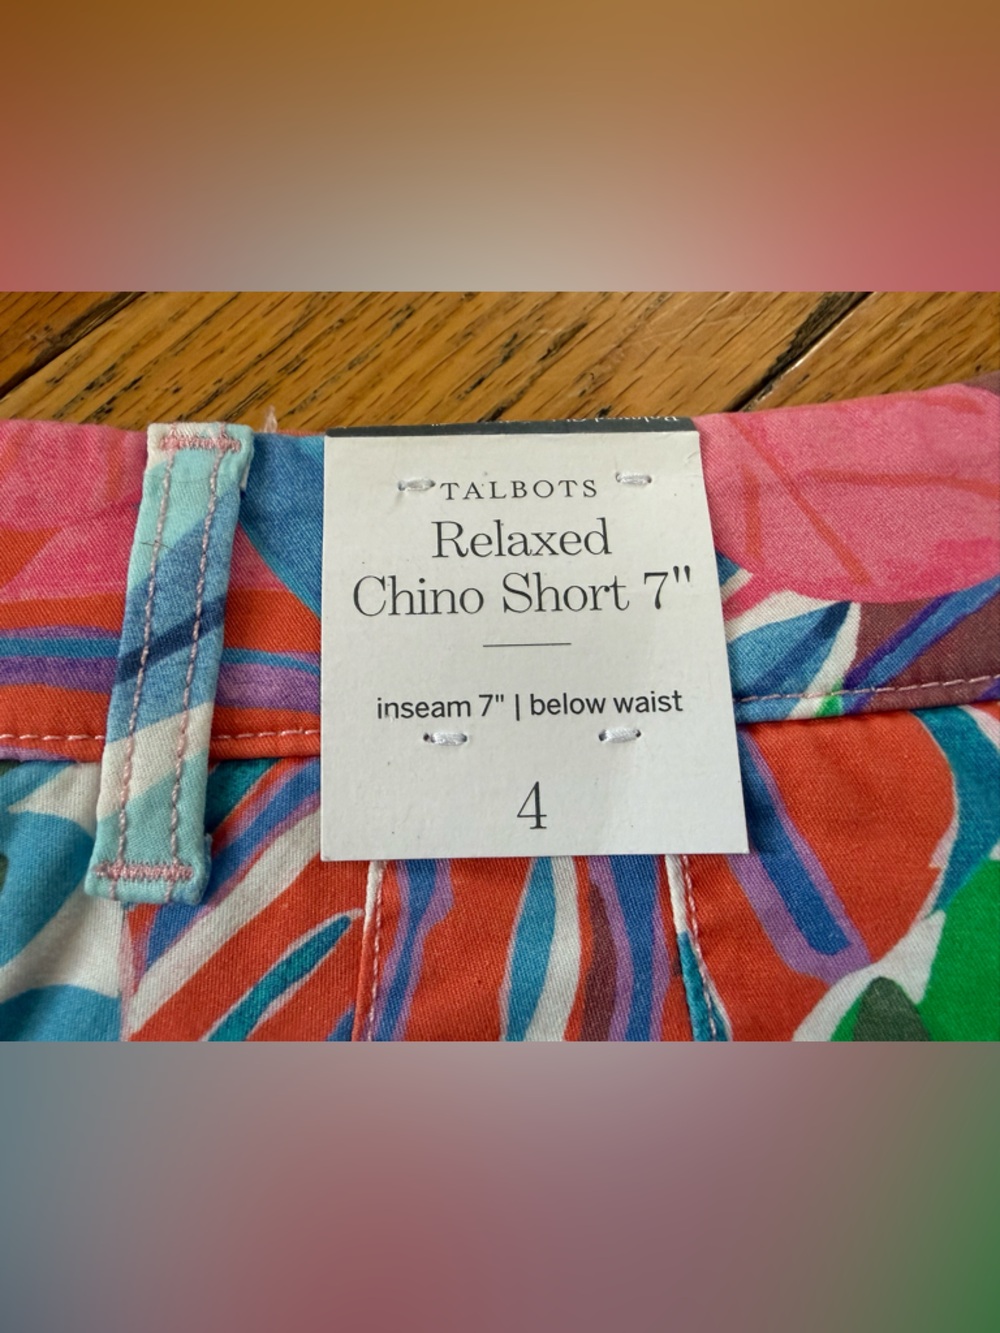 TALBOTS
Relaxed
Chino Short 7"
inseam 7" | below waist
4